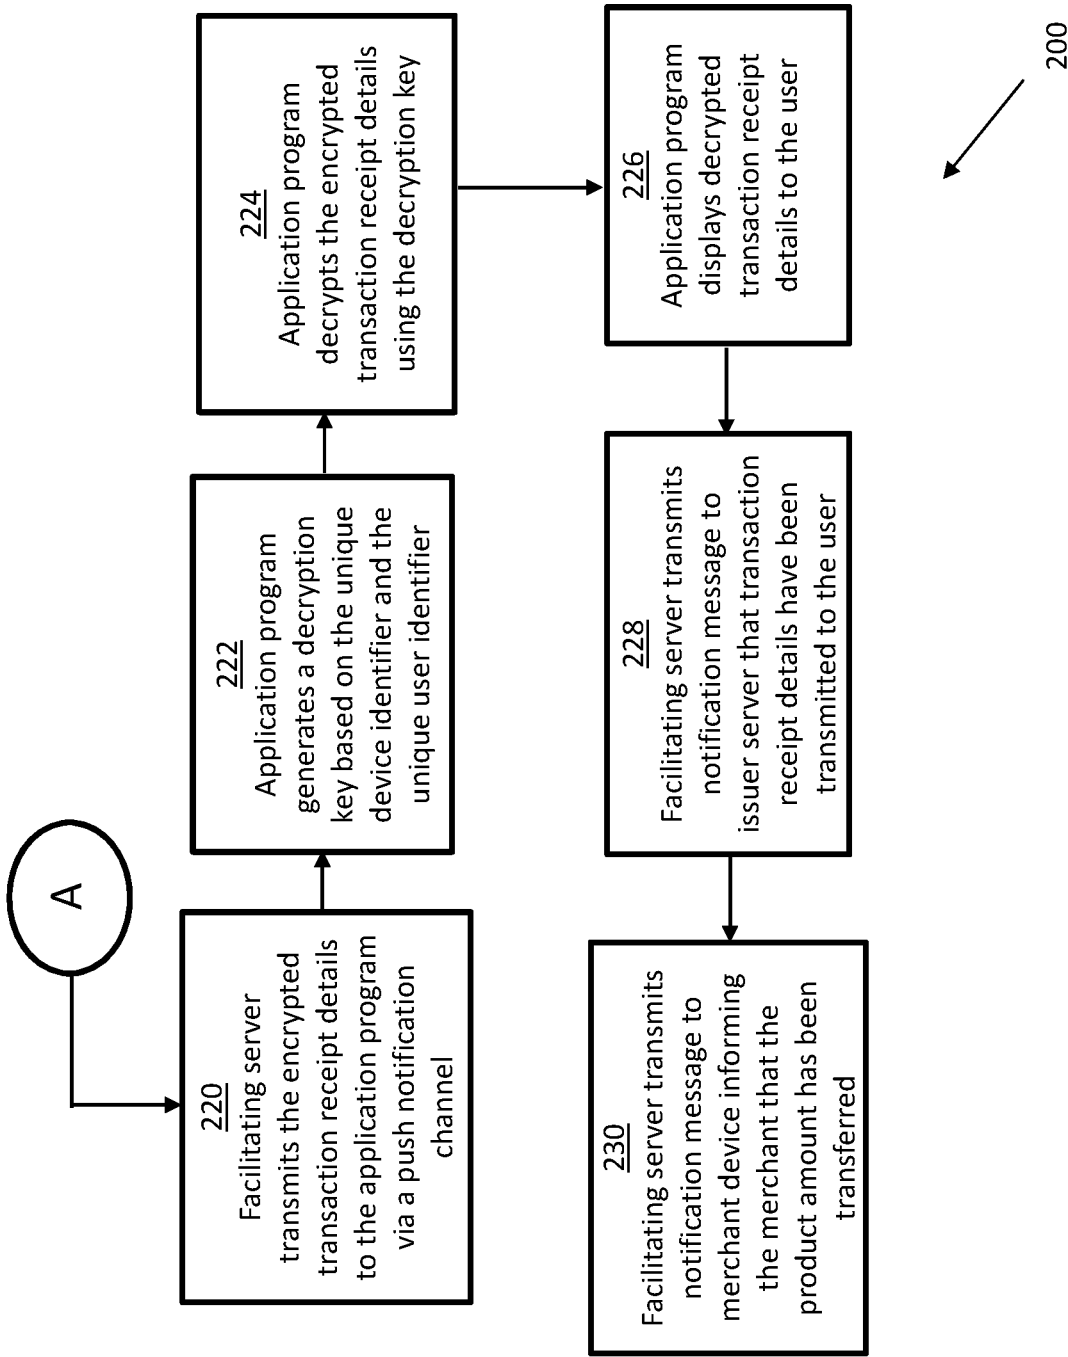 A
220
Facilitating server
transmits the encrypted
transaction receipt details
to the application program
via a push notification
channel
222
Application program
generates a decryption
key based on the unique
device identifier and the
unique user identifier
224
Application program
decrypts the encrypted
transaction receipt details
using the decryption key
226
Application program
displays decrypted
transaction receipt
details to the user
228
Facilitating server transmits
notification message to
issuer server that transaction
receipt details have been
transmitted to the user
230
Facilitating server transmits
notification message to
merchant device informing
the merchant that the
product amount has been
transferred
200